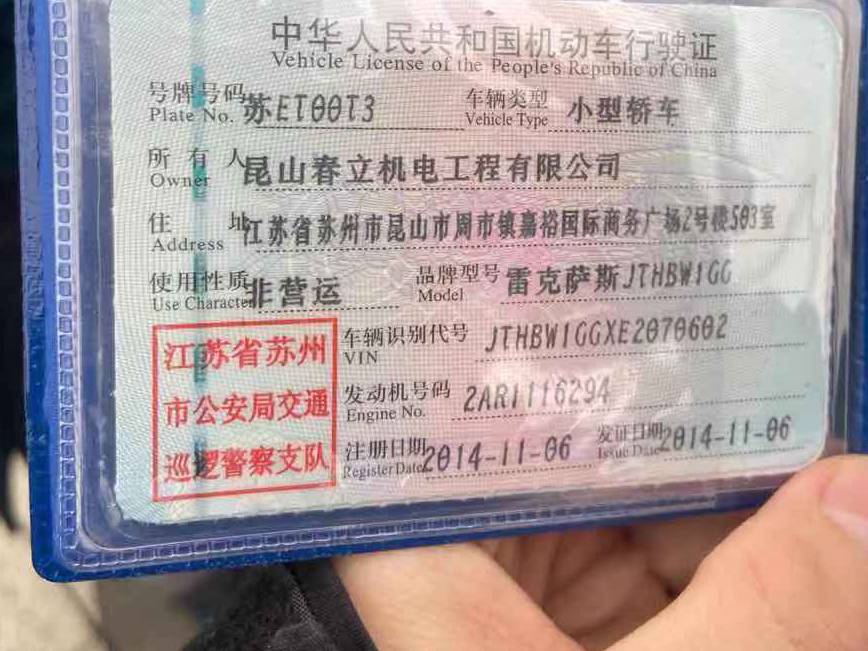 中华人民共和国机动车行驶证
Vehicle License of the People's Republic of China
号牌号码 苏ET00T3 车辆类型 小型轿车
Plate No. Vehicle Type
所有人 昆山春立机电工程有限公司
Owner
住址 江苏省苏州市昆山市周市镇嘉裕国际商务广场2号楼503室
Address
使用性质 非营运 品牌型号 雷克萨斯JTHBW1GG
Use Character Model
江苏省苏州
市公安局交通
巡逻警察支队
车辆识别代号 JTHBW1GGXE2070602
VIN
发动机号码 2AR1116294
Engine No.
注册日期 2014-11-06 发证日期 2014-11-06
Register Date Issue Date